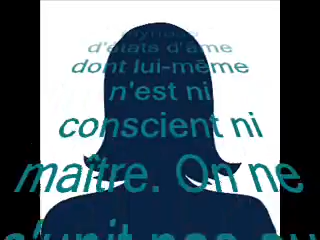 d'états d'âme
dont lui-même
n'est ni
conscient ni
maître. On ne